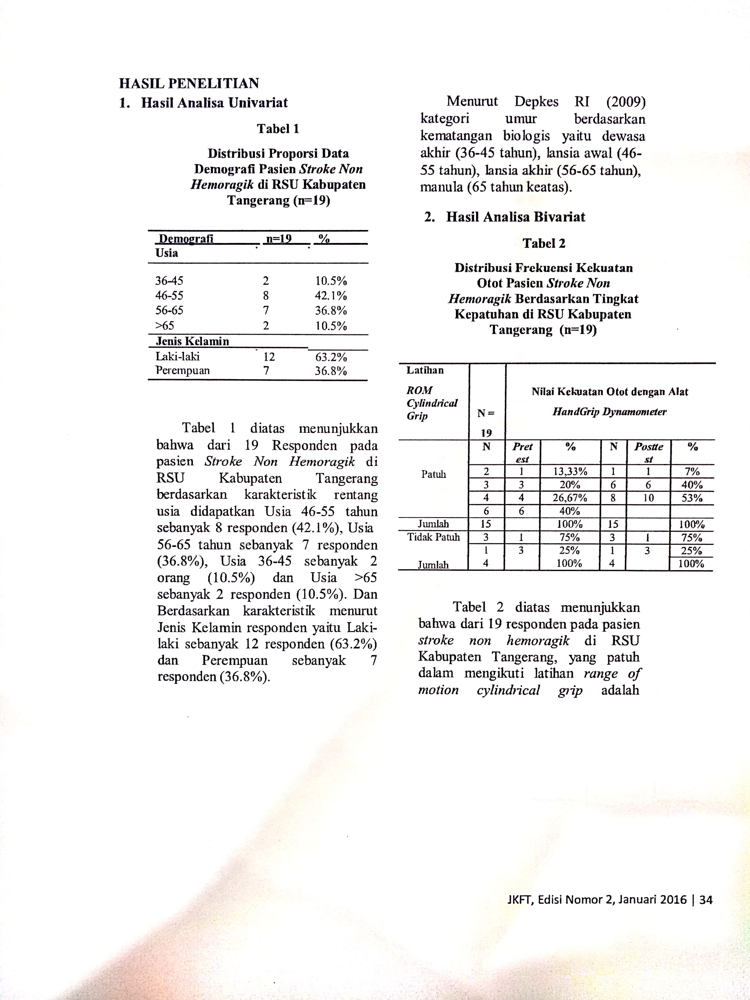 HASIL PENELITIAN
1. Hasil Analisa Univariat
Tabel 1
Distribusi Proporsi Data
Demografi Pasien Stroke Non
Hemoragik di RSU Kabupaten
Tangerang (n=19)
Demografi n=19 %
Usia
36-45 2 10.5%
46-55 8 42.1%
56-65 7 36.8%
>65 2 10.5%
Jenis Kelamin
Laki-laki 12 63.2%
Perempuan 7 36.8%
Tabel 1 diatas menunjukkan
bahwa dari 19 Responden pada
pasien Stroke Non Hemoragik di
RSU Kabupaten Tangerang
berdasarkan karakteristik rentang
usia didapatkan Usia 46-55 tahun
sebanyak 8 responden (42.1%), Usia
56-65 tahun sebanyak 7 responden
(36.8%), Usia 36-45 sebanyak 2
orang (10.5%) dan Usia >65
sebanyak 2 responden (10.5%). Dan
Berdasarkan karakteristik menurut
Jenis Kelamin responden yaitu Laki-
laki sebanyak 12 responden (63.2%)
dan Perempuan sebanyak 7
responden (36.8%).
Menurut Depkes RI (2009)
kategori umur berdasarkan
kematangan biologis yaitu dewasa
akhir (36-45 tahun), lansia awal (46-
55 tahun), lansia akhir (56-65 tahun),
manula (65 tahun keatas).
2. Hasil Analisa Bivariat
Tabel 2
Distribusi Frekuensi Kekuatan
Otot Pasien Stroke Non
Hemoragik Berdasarkan Tingkat
Kepatuhan di RSU Kabupaten
Tangerang (n=19)
Latihan
ROM
Cylindrical
Grip
N =
19
Nilai Kekuatan Otot dengan Alat
HandGrip Dynamometer
N Pret % N Postte %
est st
Patuh 2 1 13,33% 1 1 7%
3 3 20% 6 6 40%
4 4 26,67% 8 10 53%
6 6 40%
Jumlah 15 100% 15 100%
Tidak Patuh 3 1 75% 3 1 75%
1 3 25% 1 3 25%
Jumlah 4 100% 4 100%
Tabel 2 diatas menunjukkan
bahwa dari 19 responden pada pasien
stroke non hemoragik di RSU
Kabupaten Tangerang, yang patuh
dalam mengikuti latihan range of
motion cylindrical grip adalah
JKFT, Edisi Nomor 2, Januari 2016 | 34